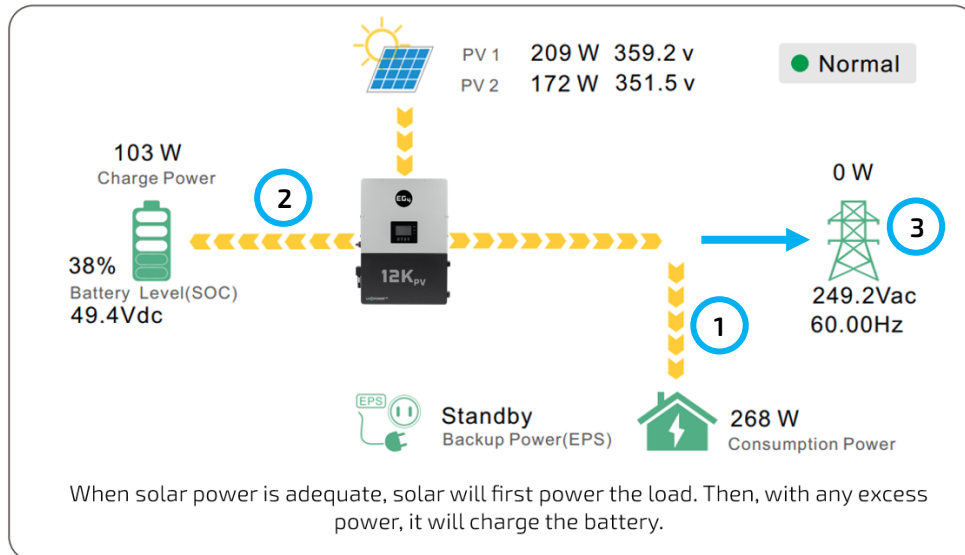 PV 1 209 W 359.2 v
PV 2 172 W 351.5 v
Normal
103 W
Charge Power
2
0 W
3
EG4
38%
Battery Level(SOC)
49.4Vdc
12KPV
249.2Vac
60.00Hz
1
EPS
Standby
Backup Power(EPS)
268 W
Consumption Power
When solar power is adequate, solar will first power the load. Then, with any excess
power, it will charge the battery.